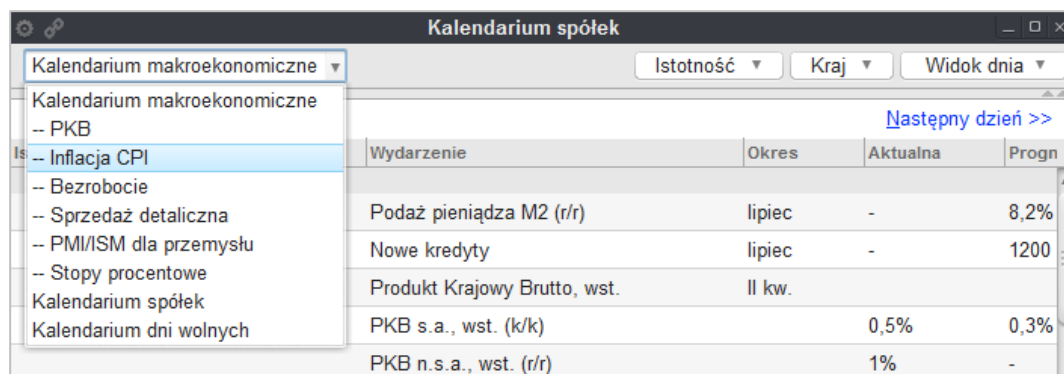 Kalendarium spółek
Kalendarium makroekonomiczne
Istotność
Kraj
Widok dnia
Kalendarium makroekonomiczne
-- PKB
-- Inflacja CPI
-- Bezrobocie
-- Sprzedaż detaliczna
-- PMI/ISM dla przemysłu
-- Stopy procentowe
Kalendarium spółek
Kalendarium dni wolnych
Następny dzień >>
Is
Wydarzenie Okres Aktualna Progn
Podaż pieniądza M2 (r/r) lipiec - 8,2%
Nowe kredyty lipiec - 1200
Produkt Krajowy Brutto, wst. II kw.
PKB s.a., wst. (k/k) 0,5% 0,3%
PKB n.s.a., wst. (r/r) 1% -